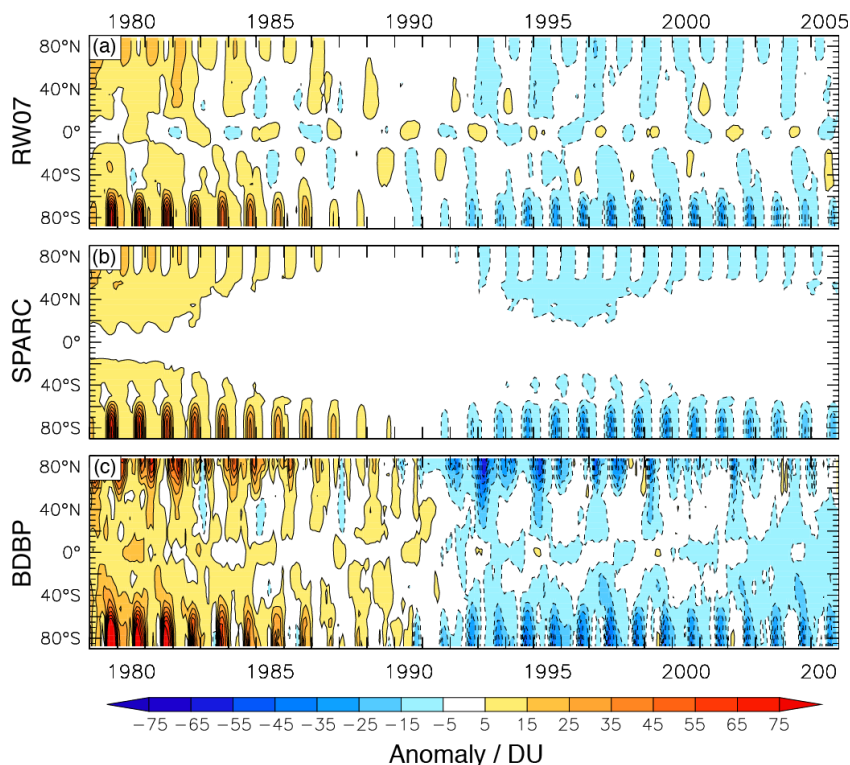 1980 1985 1990 1995 2000 2005
(a)
80°N
40°N
0°
40°S
80°S
RW07
(b)
80°N
40°N
0°
40°S
80°S
SPARC
(c)
80°N
40°N
0°
40°S
80°S
BDBP
1980 1985 1990 1995 2000 200
−75 −65 −55 −45 −35 −25 −15 −5 5 15 25 35 45 55 65 75
Anomaly / DU